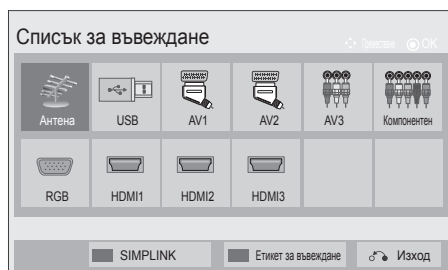 Списък за въвеждане
Преместване OK
Антена USB AV1 AV2 AV3 Компонентен
RGB HDMI1 HDMI2 HDMI3
SIMPLINK Етикет за въвеждане Изход